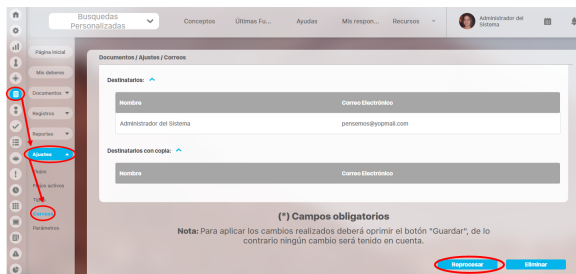 Busquedas Personalizadas
Conceptos
Últimas Fu...
Ayudas
Mis respon...
Recursos
Administrador del Sistema
Página Inicial
Mis deberes
Documentos
Registros
Reportes
Ajustes
Flujos activos
Correos
Parámetros
Documentos / Ajustes / Correos
Destinatarios:
Nombre
Correo Electrónico
Administrador del Sistema
pensemos@yopmail.com
Destinatarios con copia:
Nombre
Correo Electrónico
(*) Campos obligatorios
Nota: Para aplicar los cambios realizados deberá oprimir el botón "Guardar", de lo
contrario ningún cambio será tenido en cuenta.
Reprocesar
Eliminar